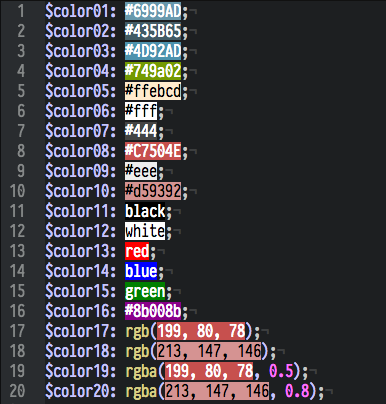 1 $color01: #6999AD;¬
2 $color02: #435B65;¬
3 $color03: #4D92AD;¬
4 $color04: #749a02;¬
5 $color05: #ffebcd;¬
6 $color06: #fff;¬
7 $color07: #444;¬
8 $color08: #C7504E;¬
9 $color09: #eee;¬
10 $color10: #d59392;¬
11 $color11: black;¬
12 $color12: white;¬
13 $color13: red;¬
14 $color14: blue;¬
15 $color15: green;¬
16 $color16: #8b008b;¬
17 $color17: rgb(199, 80, 78);¬
18 $color18: rgb(213, 147, 146);¬
19 $color19: rgba(199, 80, 78, 0.5);¬
20 $color20: rgba(213, 147, 146, 0.8);¬